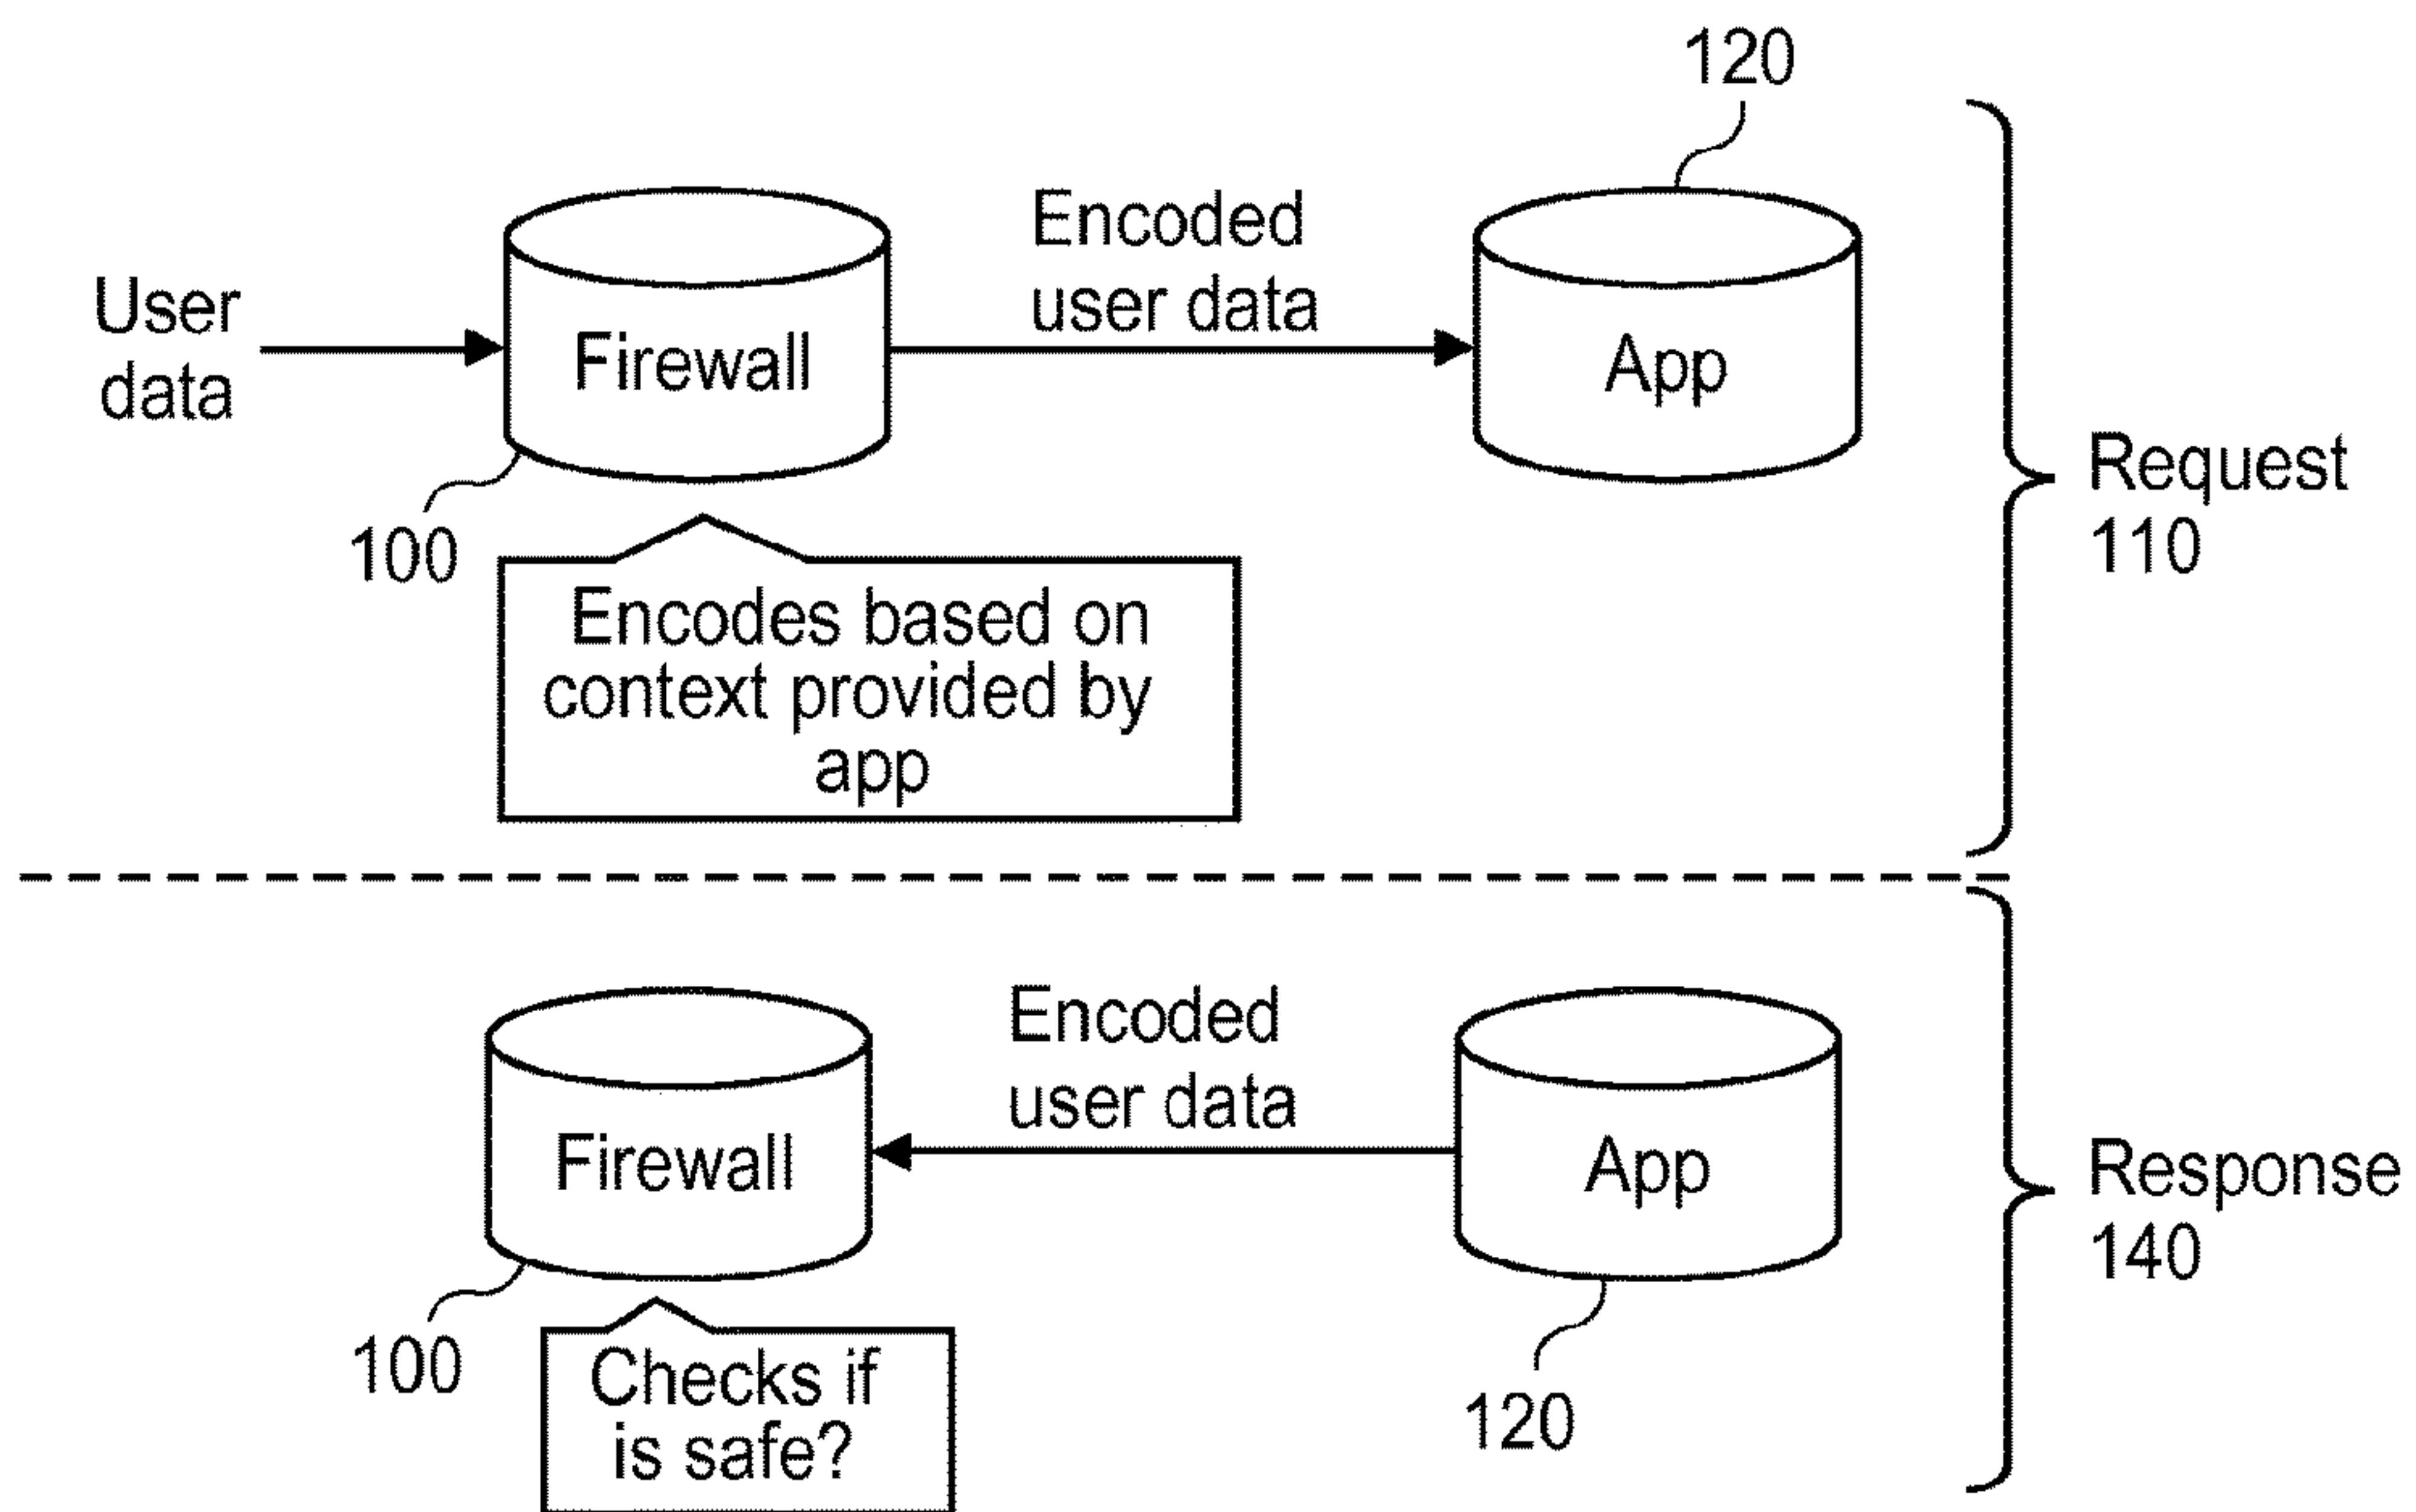 120
User
data
Firewall
Encoded
user data
App
100
Encodes based on
context provided by
app
Request
110
Firewall
Encoded
user data
App
100
Checks if
is safe?
120
Response
140